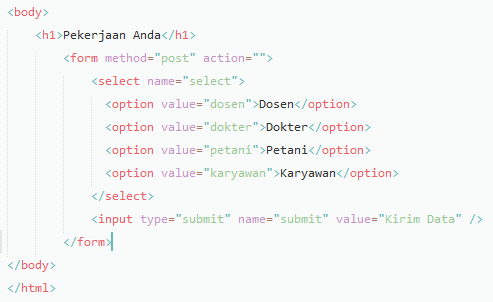 <body>
<h1>Pekerjaan Anda</h1>
<form method="post" action="">
<select name="select">
<option value="dosen">Dosen</option>
<option value="dokter">Dokter</option>
<option value="petani">Petani</option>
<option value="karyawan">Karyawan</option>
</select>
<input type="submit" name="submit" value="Kirim Data" />
</form>
</body>
</html>